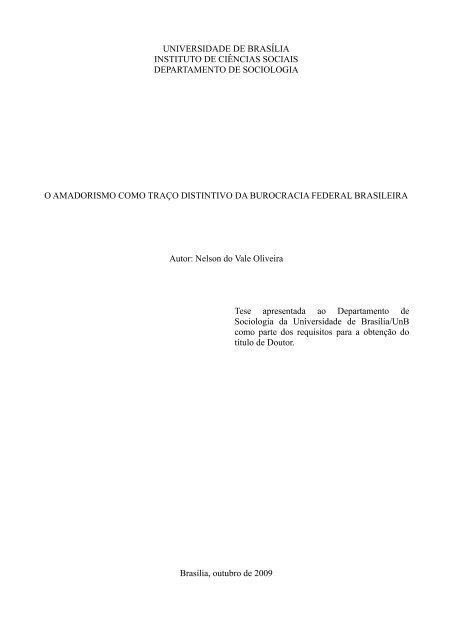 UNIVERSIDADE DE BRASÍLIA
INSTITUTO DE CIÊNCIAS SOCIAIS
DEPARTAMENTO DE SOCIOLOGIA
O AMADORISMO COMO TRAÇO DISTINTIVO DA BUROCRACIA FEDERAL BRASILEIRA
Autor: Nelson do Vale Oliveira
Tese apresentada ao Departamento de
Sociologia da Universidade de Brasília/UnB
como parte dos requisitos para a obtenção do
título de Doutor.
Brasília, outubro de 2009